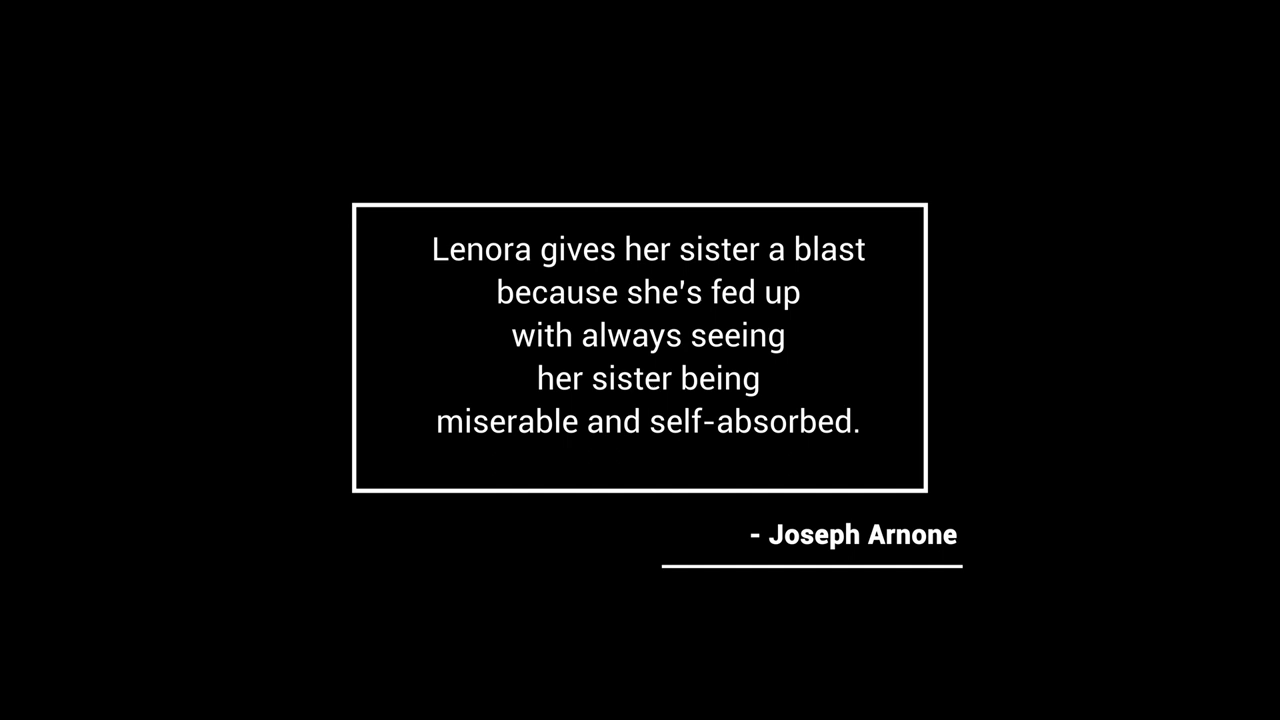 Lenora gives her sister a blast
because she's fed up
with always seeing
her sister being
miserable and self-absorbed.
- Joseph Arnone